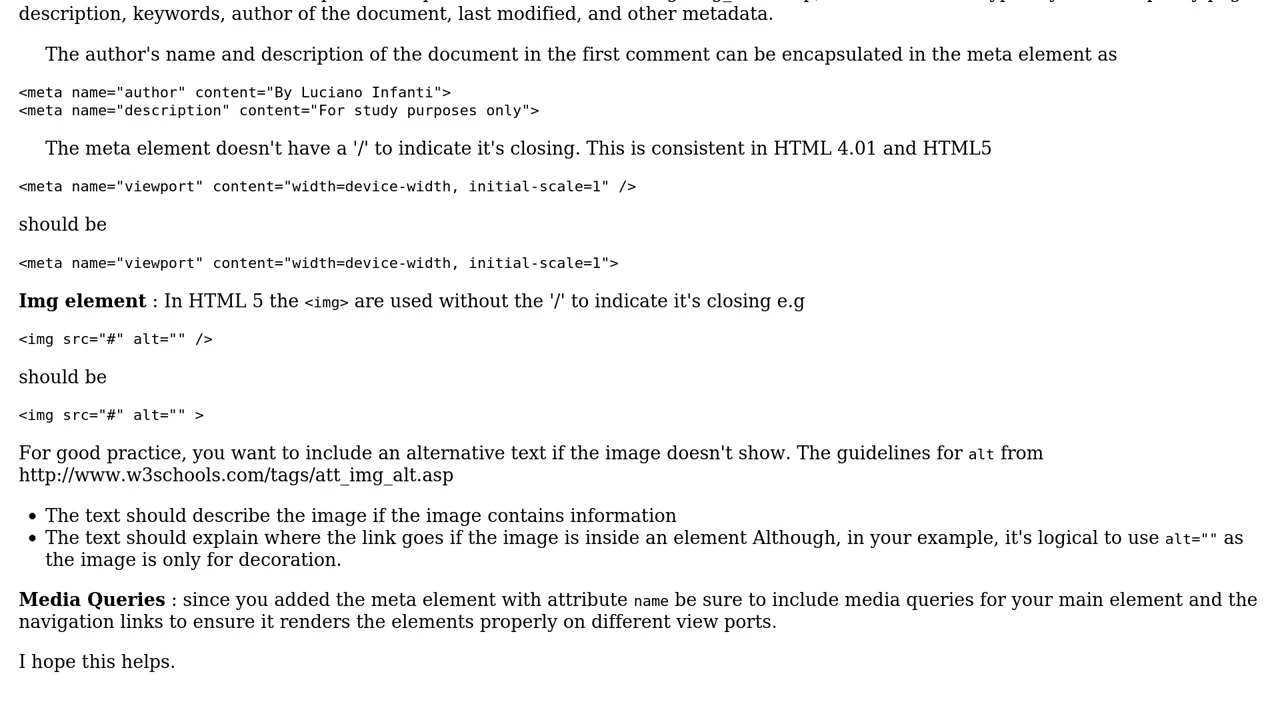 description, keywords, author of the document, last modified, and other metadata.
The author's name and description of the document in the first comment can be encapsulated in the meta element as
<meta name="author" content="By Luciano Infanti">
<meta name="description" content="For study purposes only">
The meta element doesn't have a '/' to indicate it's closing. This is consistent in HTML 4.01 and HTML5
<meta name="viewport" content="width=device-width, initial-scale=1" />
should be
<meta name="viewport" content="width=device-width, initial-scale=1">
Img element : In HTML 5 the <img> are used without the '/' to indicate it's closing e.g
<img src="#" alt="" />
should be
<img src="#" alt="" >
For good practice, you want to include an alternative text if the image doesn't show. The guidelines for alt from
http://www.w3schools.com/tags/att_img_alt.asp
• The text should describe the image if the image contains information
• The text should explain where the link goes if the image is inside an element Although, in your example, it's logical to use alt="" as
the image is only for decoration.
Media Queries : since you added the meta element with attribute name be sure to include media queries for your main element and the
navigation links to ensure it renders the elements properly on different view ports.
I hope this helps.